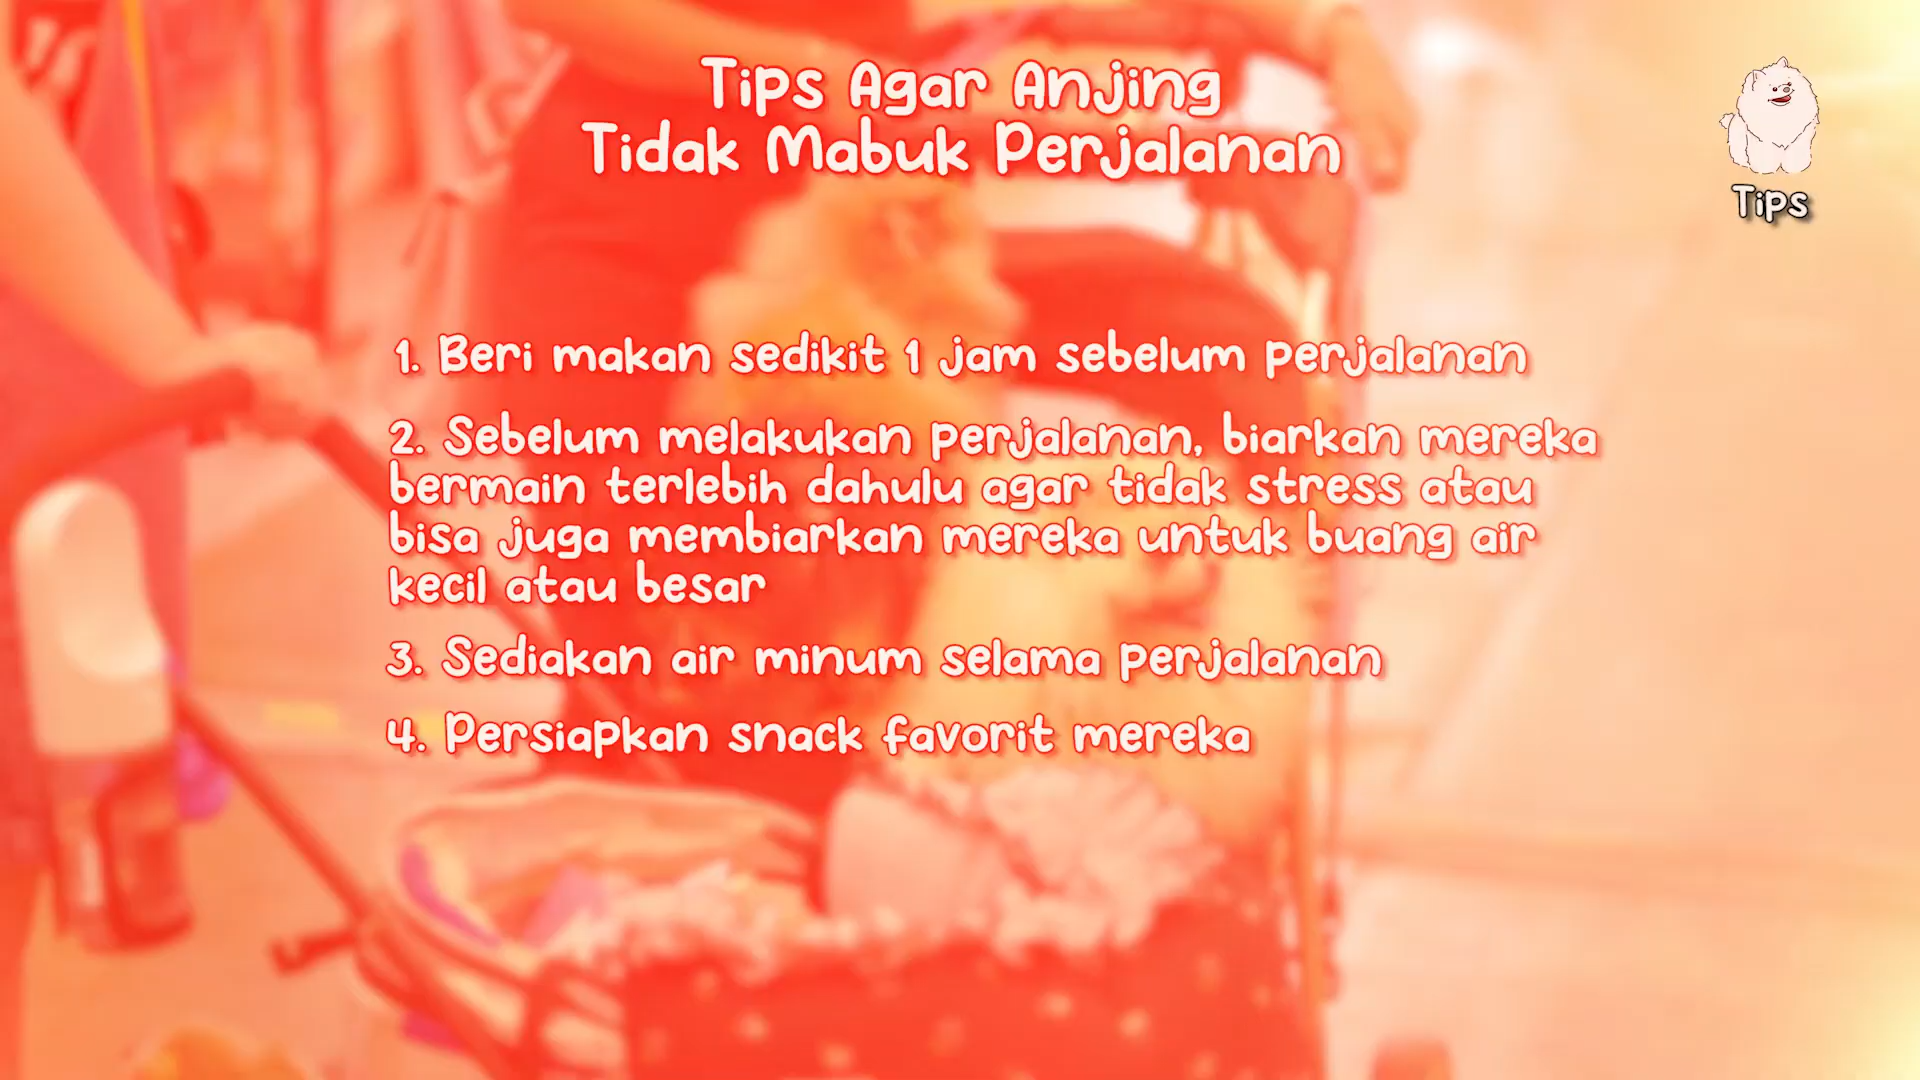 Tips Agar Anjing
Tidak Mabuk Perjalanan
Tips
1. Beri makan sedikit 1 jam sebelum perjalanan
2. Sebelum melakukan perjalanan, biarkan mereka
bermain terlebih dahulu agar tidak stress atau
bisa juga membiarkan mereka untuk buang air
kecil atau besar
3. Sediakan air minum selama perjalanan
4. Persiapkan snack favorit mereka